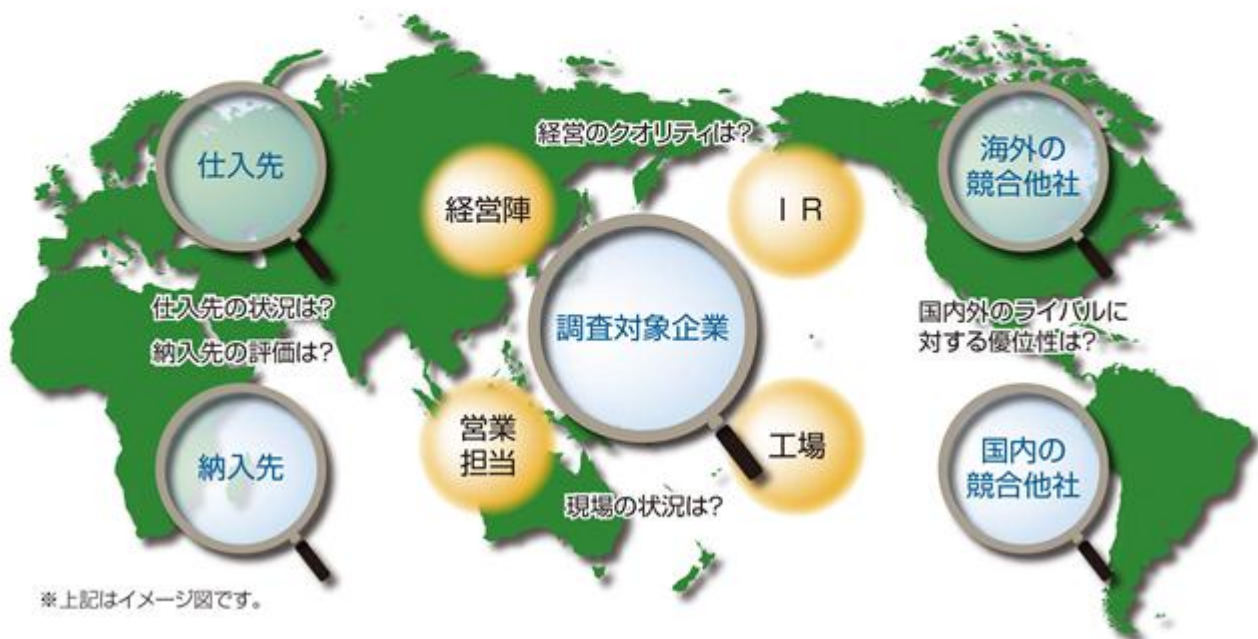 経営のクオリティは?
仕入先
経営陣
ＩＲ
海外の
競合他社
仕入先の状況は?
納入先の評価は?
調査対象企業
国内外のライバルに
対する優位性は?
納入先
営業
担当
工場
国内の
競合他社
現場の状況は?
※上記はイメージ図です。